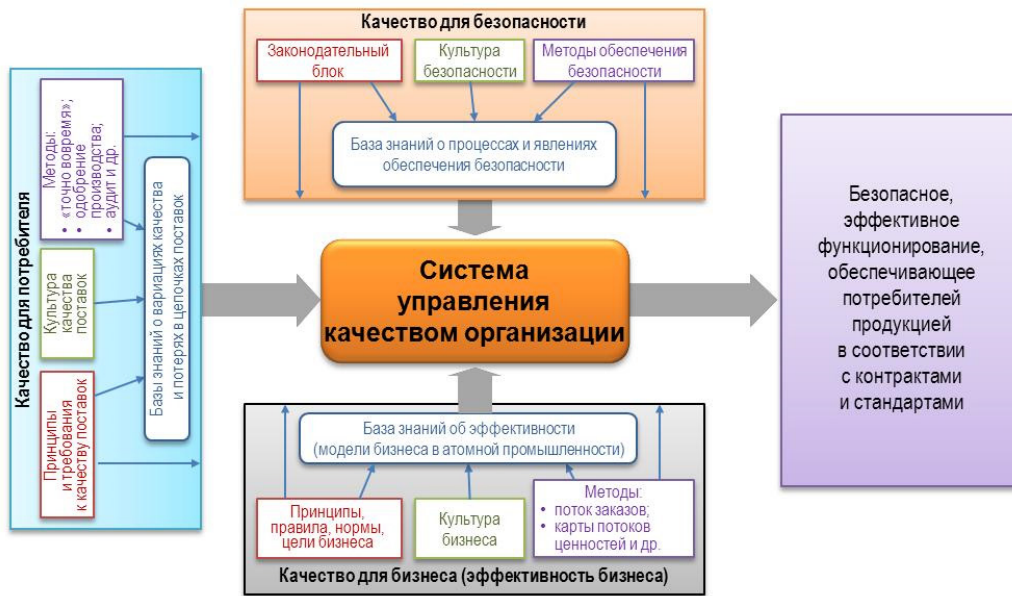 Качество для безопасности
Законодательный
блок
Культура
безопасности
Методы обеспечения
безопасности
База знаний о процессах и явлениях
обеспечения безопасности
Качество для потребителя
Методы:
• «точно вовремя»;
• одобрение
производства;
• аудит и др.
Культура
качества
поставок
Принципы
и требования
к качеству поставок
Базы знаний о вариациях качества
и потерях в цепочках поставок
Система
управления
качеством организации
Безопасное,
эффективное
функционирование,
обеспечивающее
потребителей
продукцией
в соответствии
с контрактами
и стандартами
База знаний об эффективности
(модели бизнеса в атомной промышленности)
Принципы,
правила, нормы,
цели бизнеса
Культура
бизнеса
Методы:
• поток заказов;
• карты потоков
ценностей и др.
Качество для бизнеса (эффективность бизнеса)